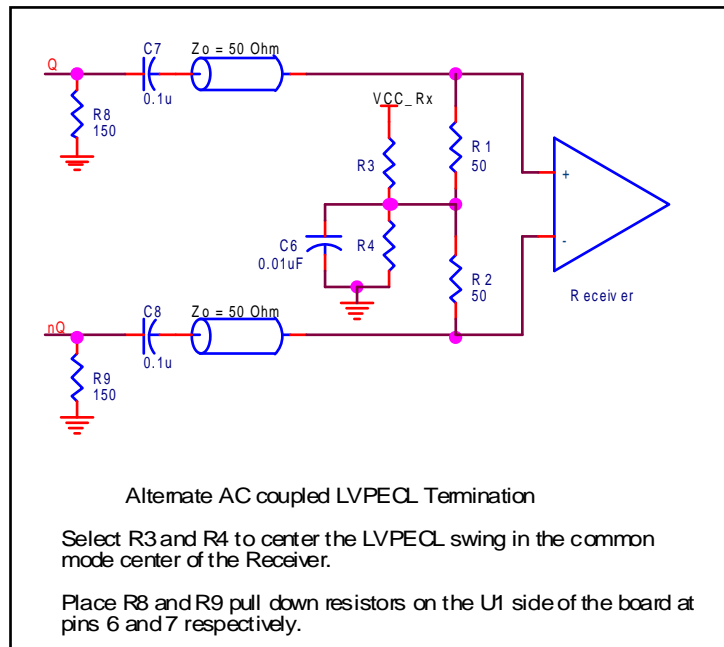 Q
C7
Zo = 50 Ohm
0.1u
R8
150
VCC_Rx
R3
R1
50
+
C6
0.01uF
R4
-
R2
50
Receiver
nQ
C8
Zo = 50 Ohm
0.1u
R9
150
Alternate AC coupled LVPECL Termination
Select R3 and R4 to center the LVPECL swing in the common
mode center of the Receiver.
Place R8 and R9 pull down resistors on the U1 side of the board at
pins 6 and 7 respectively.